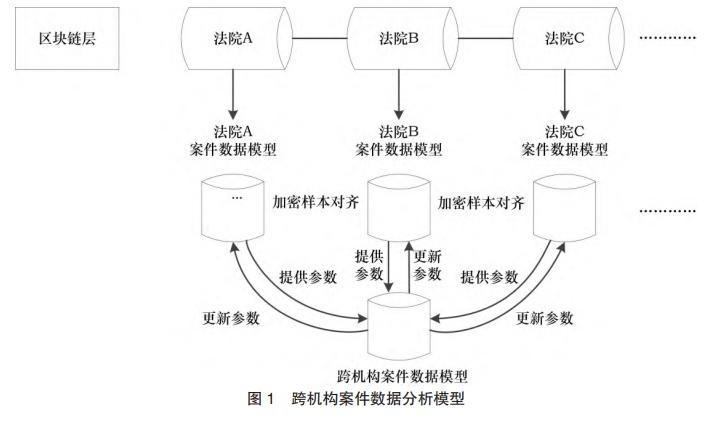 区块链层
法院A
法院B
法院C
…………
法院A
案件数据模型
法院B
案件数据模型
法院C
案件数据模型
…
加密样本对齐
加密样本对齐
…………
提供参数
提供
参数
更新
参数
提供参数
更新参数
更新参数
跨机构案件数据模型
图 1 跨机构案件数据分析模型